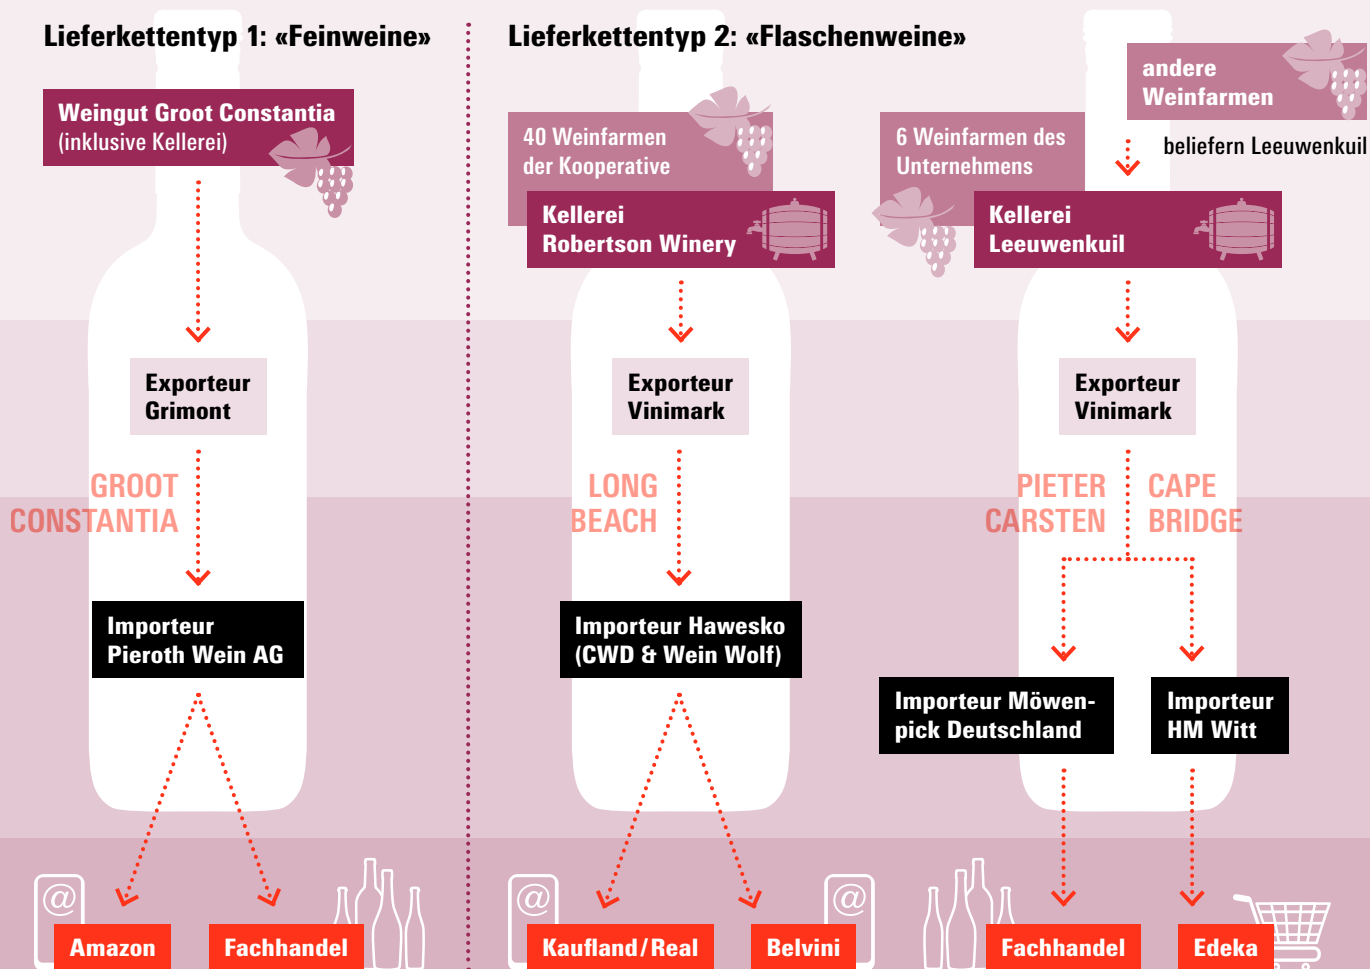 Lieferkettentyp 1: «Feinweine»
Weingut Groot Constantia
(inklusive Kellerei)
Exporteur
Grimont
GROOT
CONSTANTIA
Importeur
Pieroth Wein AG
@
Amazon
Fachhandel
Lieferkettentyp 2: «Flaschenweine»
40 Weinfarmen
der Kooperative
Kellerei
Robertson Winery
Exporteur
Vinimark
LONG
BEACH
Importeur Hawesko
(CWD & Wein Wolf)
@
Kaufland/Real
Belvini
@
andere
Weinfarmen
beliefern Leeuwenkuil
6 Weinfarmen des
Unternehmens
Kellerei
Leeuwenkuil
Exporteur
Vinimark
PIETER
CARSTEN
CAPE
BRIDGE
Importeur Möwen-
pick Deutschland
Importeur
HM Witt
Fachhandel
Edeka